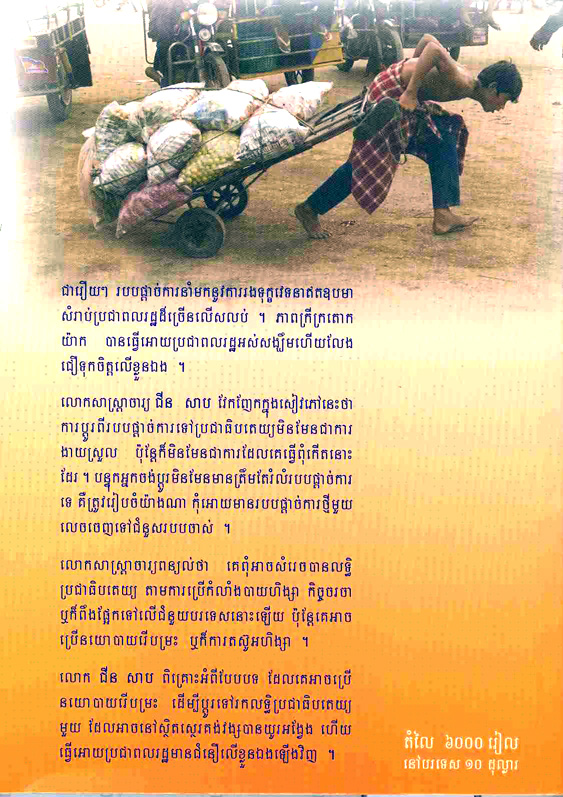 ជារឿយៗ របបផ្ដាច់ការនាំមកនូវការរងទុក្ខវេទនាឥតឧបមា
សំរាប់ប្រជាពលរដ្ឋដ៏ច្រើនលើសលប់ ។ ភាពក្រីក្រតោក
យ៉ាក បានធ្វើអោយប្រជាពលរដ្ឋអស់សង្ឃឹមហើយលែង
ជឿទុកចិត្តលើខ្លួនឯង ។
លោកសាស្ត្រាចារ្យ ជីន សាប វែកញែកក្នុងសៀវភៅនេះថា
ការប្ដូរពីរបបផ្ដាច់ការទៅប្រជាធិបតេយ្យមិនមែនជាការ
ងាយស្រួល ប៉ុន្តែក៏មិនមែនជាការដែលគេធ្វើពុំកើតនោះ
ដែរ ។ បន្ទុកអ្នកចង់ប្ដូរមិនមែនមានត្រឹមតែរំលំរបបផ្ដាច់ការ
ទេ គឺត្រូវរៀបចំយ៉ាងណា កុំអោយមានរបបផ្ដាច់ការថ្មីមួយ
លេចចេញទៅជំនួសរបបចាស់ ។
លោកសាស្ត្រាចារ្យពន្យល់ថា គេពុំអាចសំរេចបានលទ្ធិ
ប្រជាធិបតេយ្យ តាមការប្រើកំលាំងបាយហិង្សា កិច្ចចរចា
ឬក៏ពឹងផ្អែកទៅលើជំនួយបរទេសនោះឡើយ ប៉ុន្តែគេអាច
ប្រើនយោបាយរើបម្រះ ឬក៏ការតស៊ូអហិង្សា ។
លោក ជីន សាប ពិគ្រោះអំពីបែបបទ ដែលគេអាចប្រើ
នយោបាយរើបម្រះ ដើម្បីប្ដូរទៅរកលទ្ធិប្រជាធិបតេយ្យ
មួយ ដែលអាចនៅស្ថិតស្ថេរគង់វង្សបានយូរអង្វែង ហើយ
ធ្វើអោយប្រជាពលរដ្ឋមានជំនឿលើខ្លួនឯងឡើងវិញ ។
តំលៃ ៦០០០ រៀល
នៅបរទេស ១០ ដុល្លារ